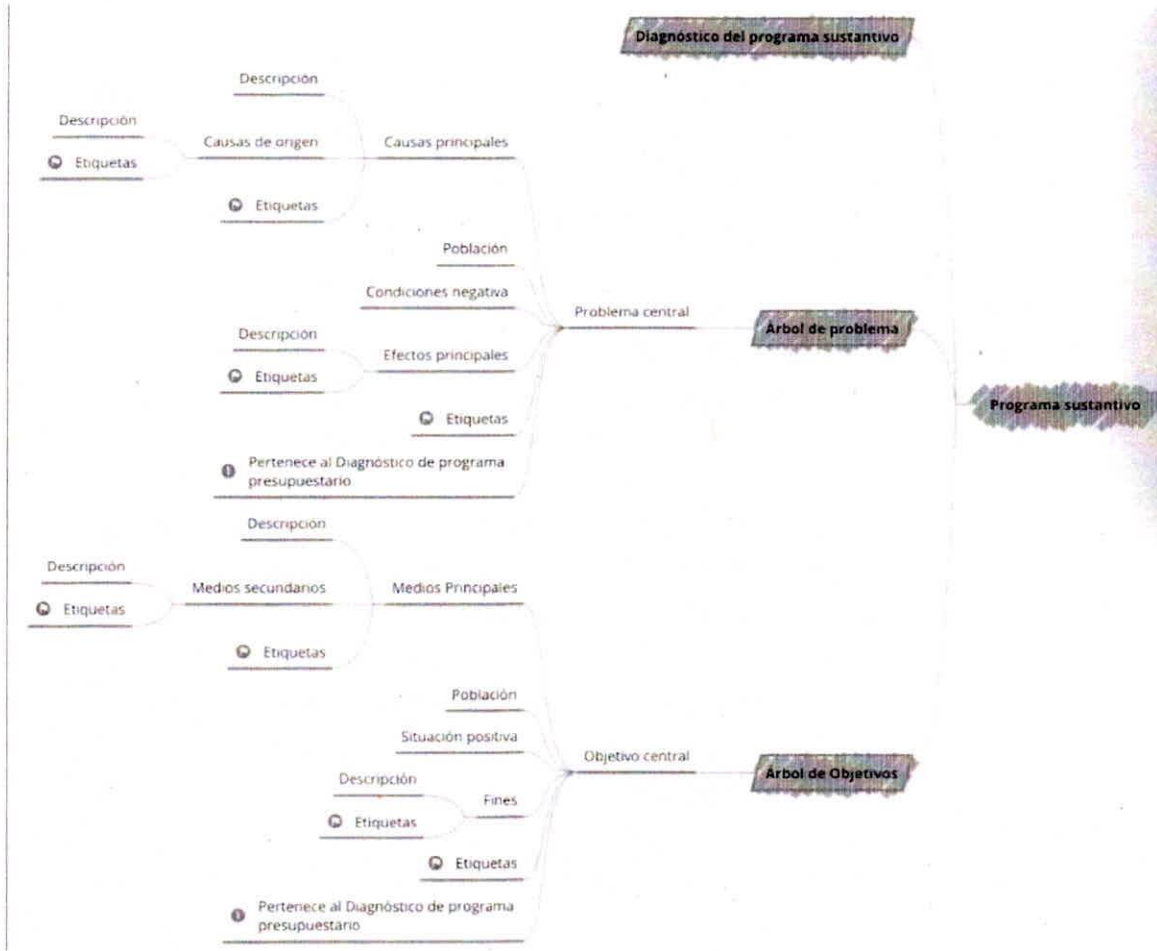 Diagnóstico del programa sustantivo
Descripción
Descripción
Causas de origen
Causas principales
Etiquetas
Etiquetas
Población
Condiciones negativa
Problema central
Árbol de problema
Descripción
Efectos principales
Etiquetas
Programa sustantivo
Etiquetas
Pertenece al Diagnóstico de programa
presupuestario
Descripción
Descripción
Medios secundarios
Medios Principales
Etiquetas
Etiquetas
Población
Situación positiva
Objetivo central
Árbol de Objetivos
Descripción
Fines
Etiquetas
Etiquetas
Pertenece al Diagnóstico de programa
presupuestario